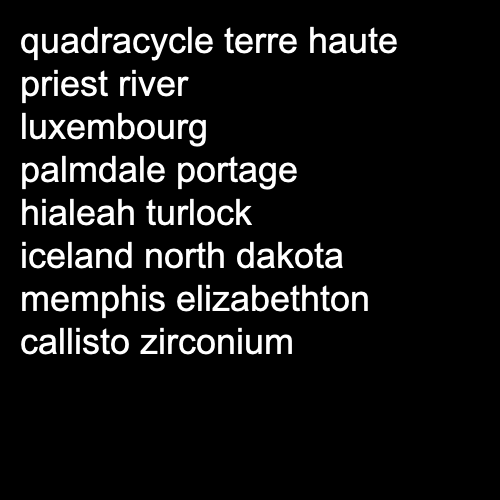 quadracycle terre haute
priest river
luxembourg
palmdale portage
hialeah turlock
iceland north dakota
memphis elizabethton
callisto zirconium